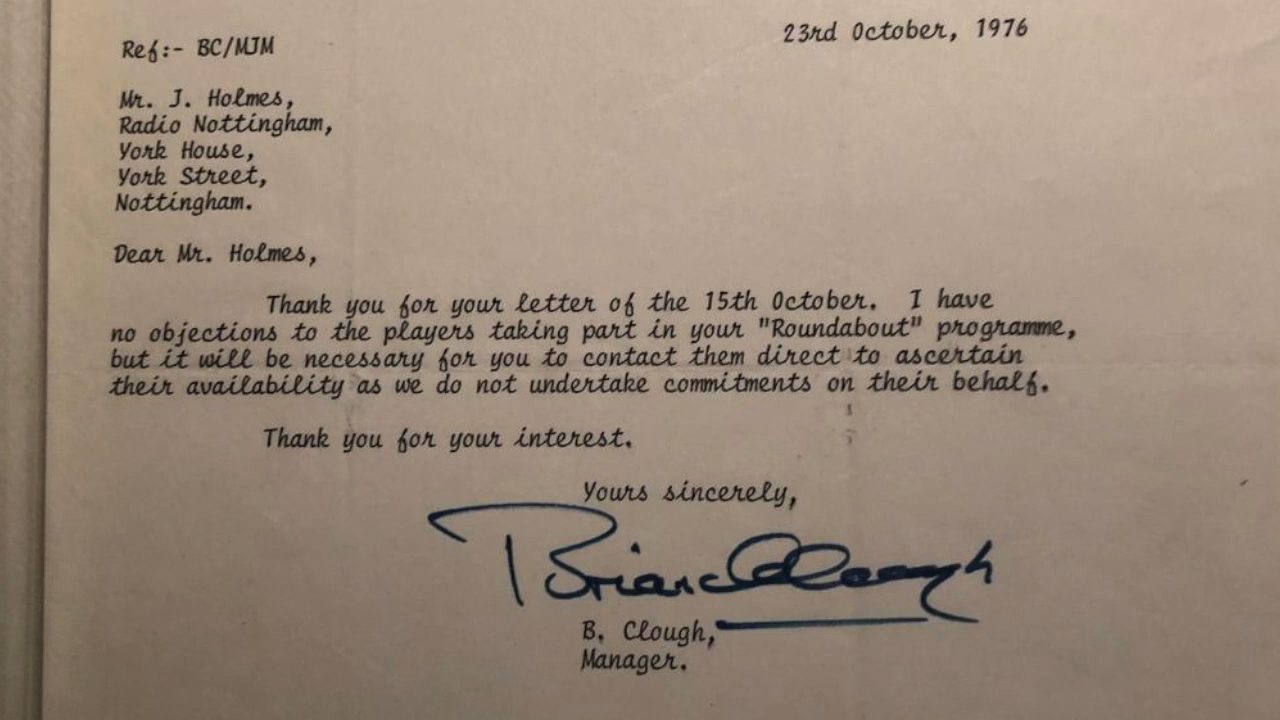 23rd October, 1976
Ref:- BC/MJM
Mr. J. Holmes,
Radio Nottingham,
York House,
York Street,
Nottingham.
Dear Mr. Holmes,
Thank you for your letter of the 15th October. I have
no objections to the players taking part in your "Roundabout" programme,
but it will be necessary for you to contact them direct to ascertain
their availability as we do not undertake commitments on their behalf.
Thank you for your interest.
Yours sincerely,
Brian Clough
B. Clough,
Manager.